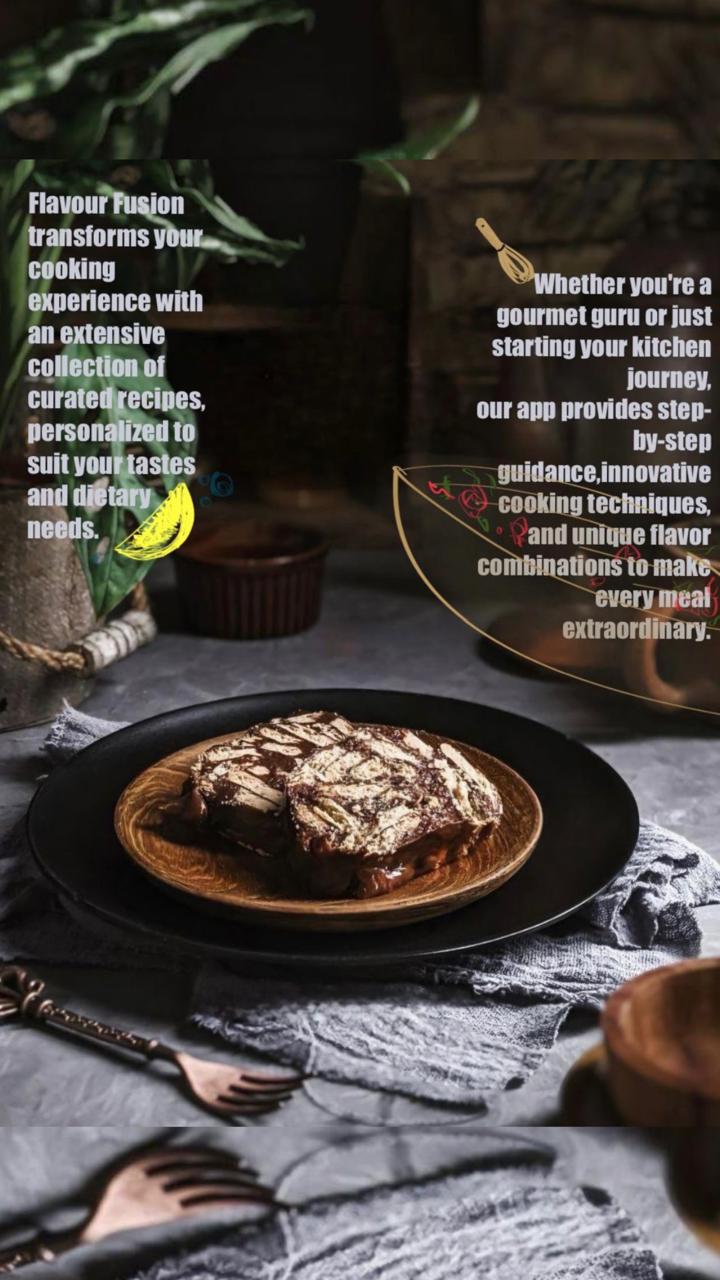 Flavour Fusion
transforms your
cooking
experience with
an extensive
collection of
curated recipes,
personalized to
suit your tastes
and dietary
needs.
Whether you're a
gourmet guru or just
starting your kitchen
journey,
our app provides step-
by-step
guidance,innovative
cooking techniques,
and unique flavor
combinations to make
every meal
extraordinary.